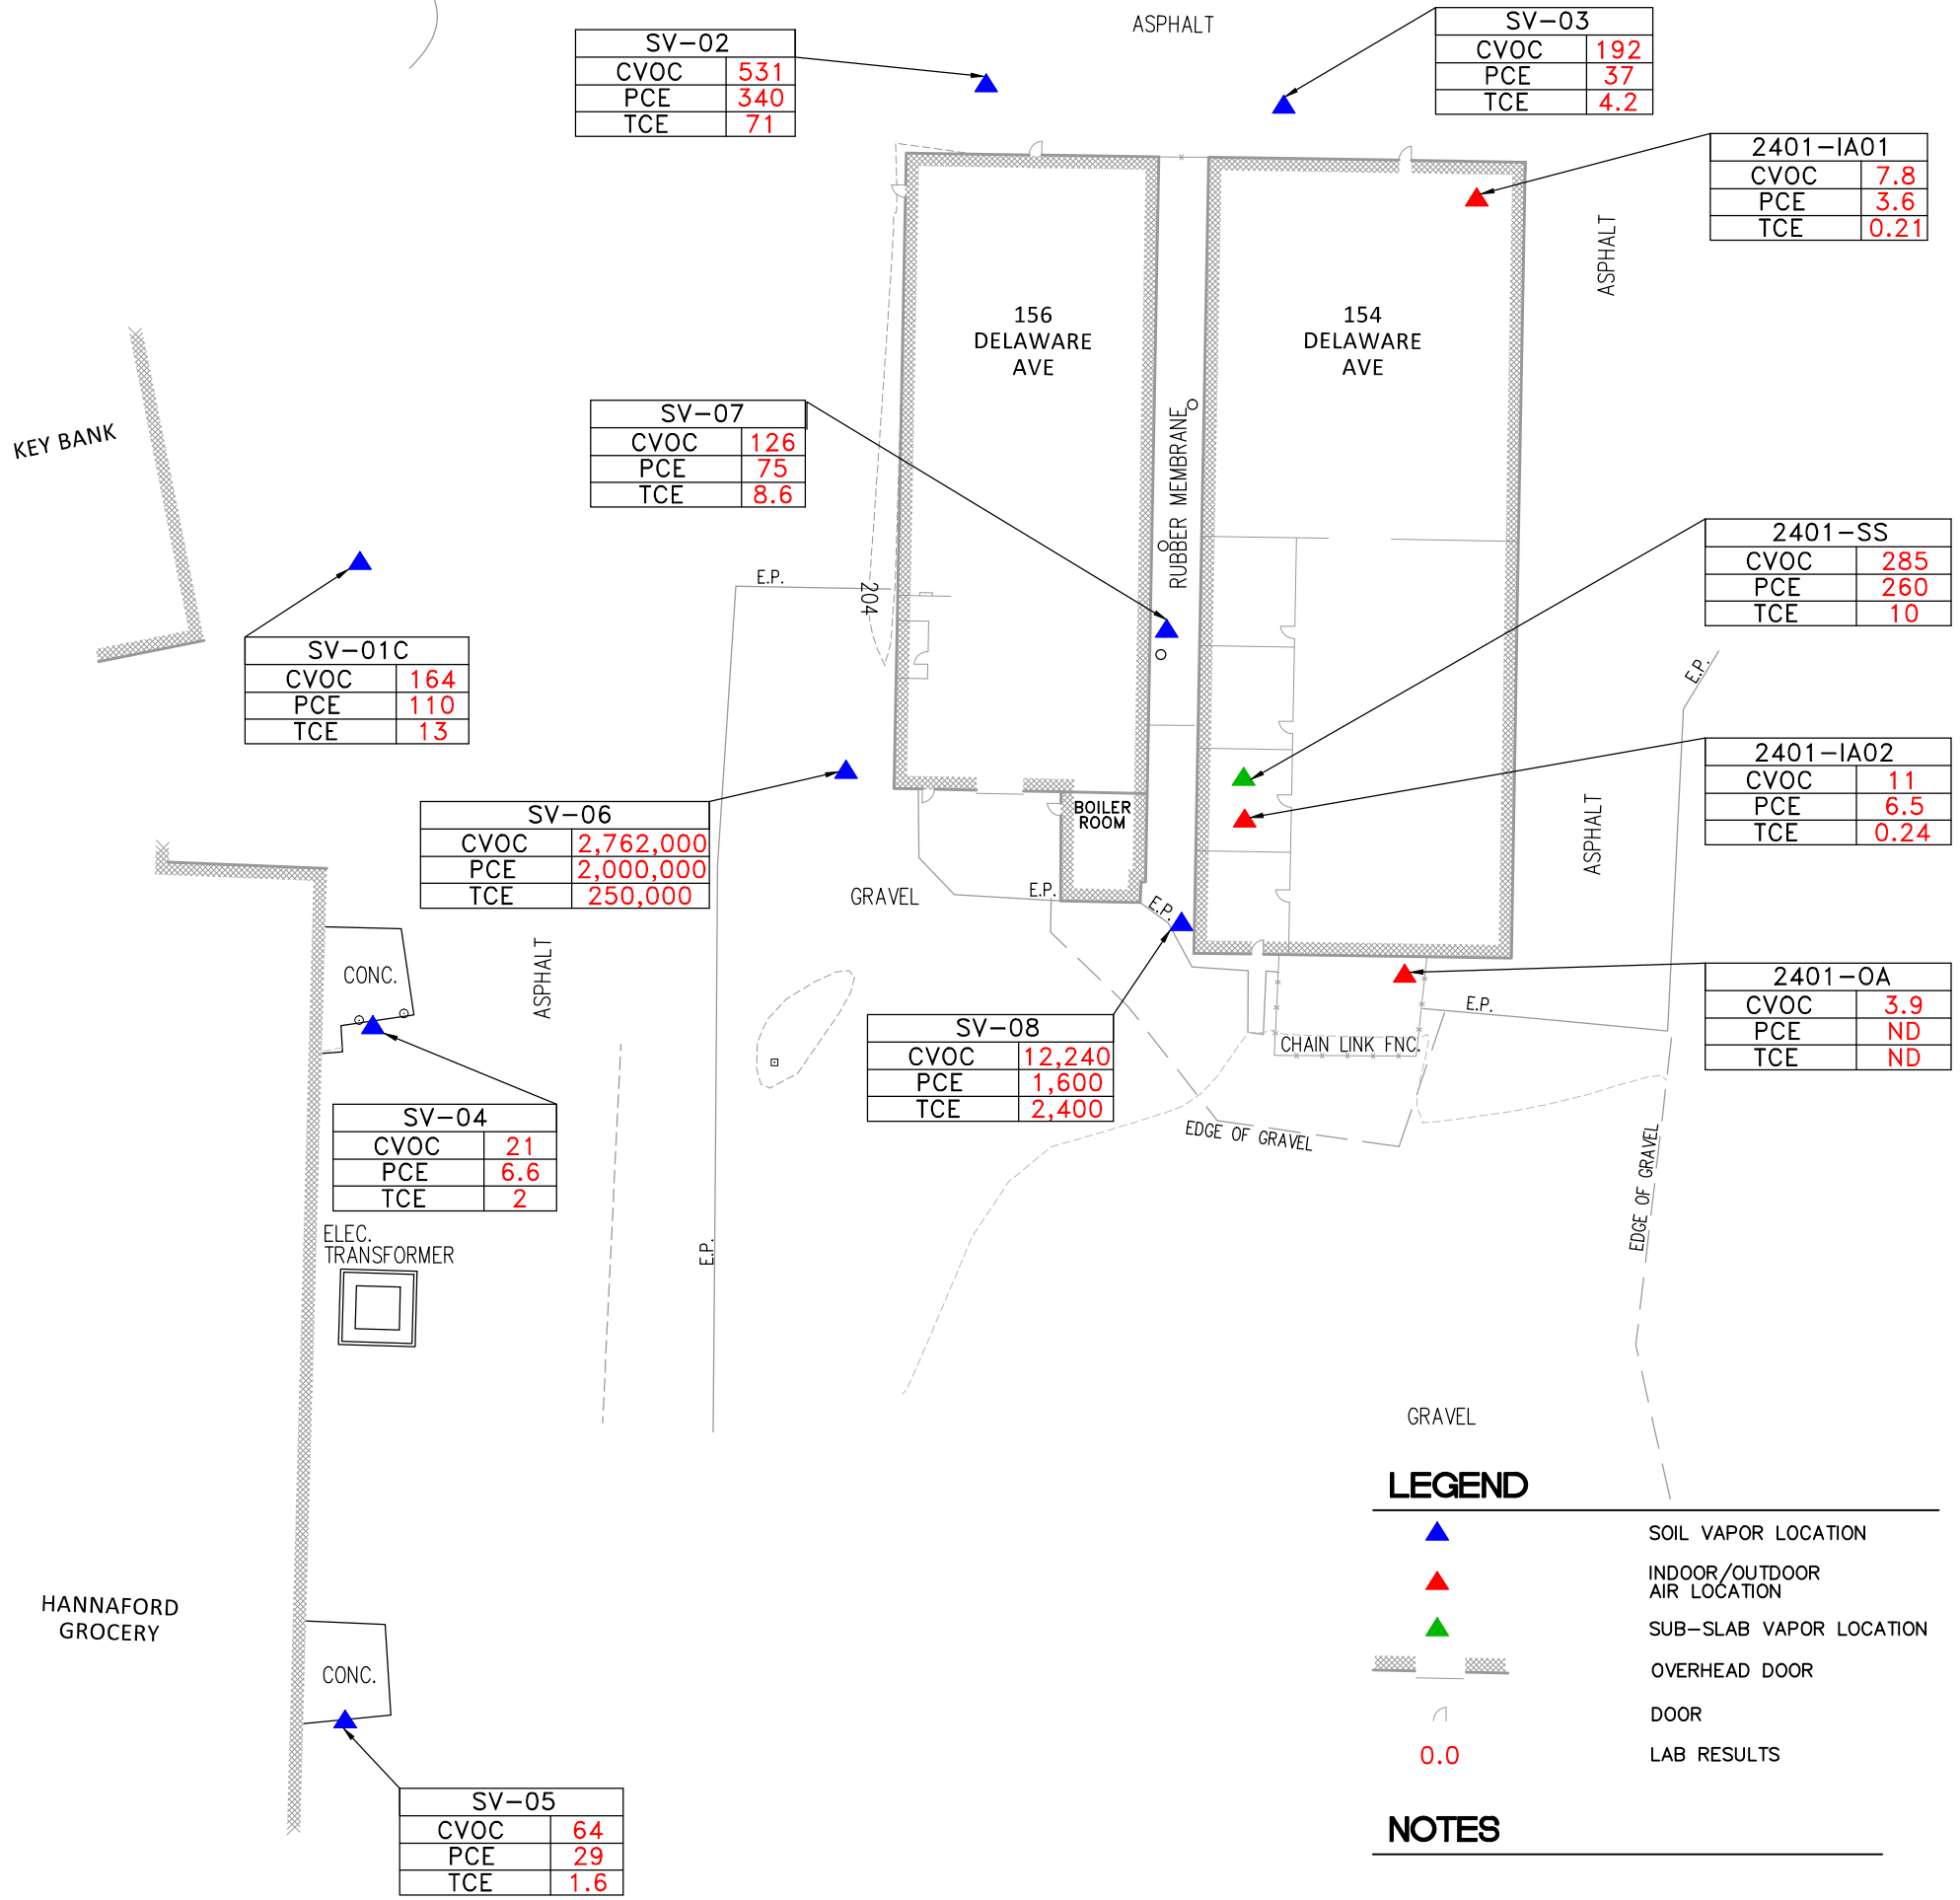 ASPHALT
SV-02
CVOC 531
PCE 340
TCE 71
SV-03
CVOC 192
PCE 37
TCE 4.2
2401-IA01
CVOC 7.8
PCE 3.6
TCE 0.21
ASPHALT
156
DELAWARE
AVE
154
DELAWARE
AVE
KEY BANK
SV-07
CVOC 126
PCE 75
TCE 8.6
RUBBER MEMBRANE
2401-SS
CVOC 285
PCE 260
TCE 10
E.P.
204
SV-01C
CVOC 164
PCE 110
TCE 13
E.P.
2401-IA02
CVOC 11
PCE 6.5
TCE 0.24
SV-06
CVOC 2,762,000
PCE 2,000,000
TCE 250,000
BOILER
ROOM
ASPHALT
GRAVEL
E.P.
E.P.
ASPHALT
CONC.
2401-OA
CVOC 3.9
PCE ND
TCE ND
E.P.
SV-08
CVOC 12,240
PCE 1,600
TCE 2,400
CHAIN LINK FNC.
SV-04
CVOC 21
PCE 6.6
TCE 2
EDGE OF GRAVEL
EDGE OF GRAVEL
ELEC.
TRANSFORMER
E.P.
GRAVEL
LEGEND
SOIL VAPOR LOCATION
INDOOR/OUTDOOR
AIR LOCATION
SUB-SLAB VAPOR LOCATION
OVERHEAD DOOR
DOOR
0.0 LAB RESULTS
HANNAFORD
GROCERY
CONC.
SV-05
CVOC 64
PCE 29
TCE 1.6
NOTES